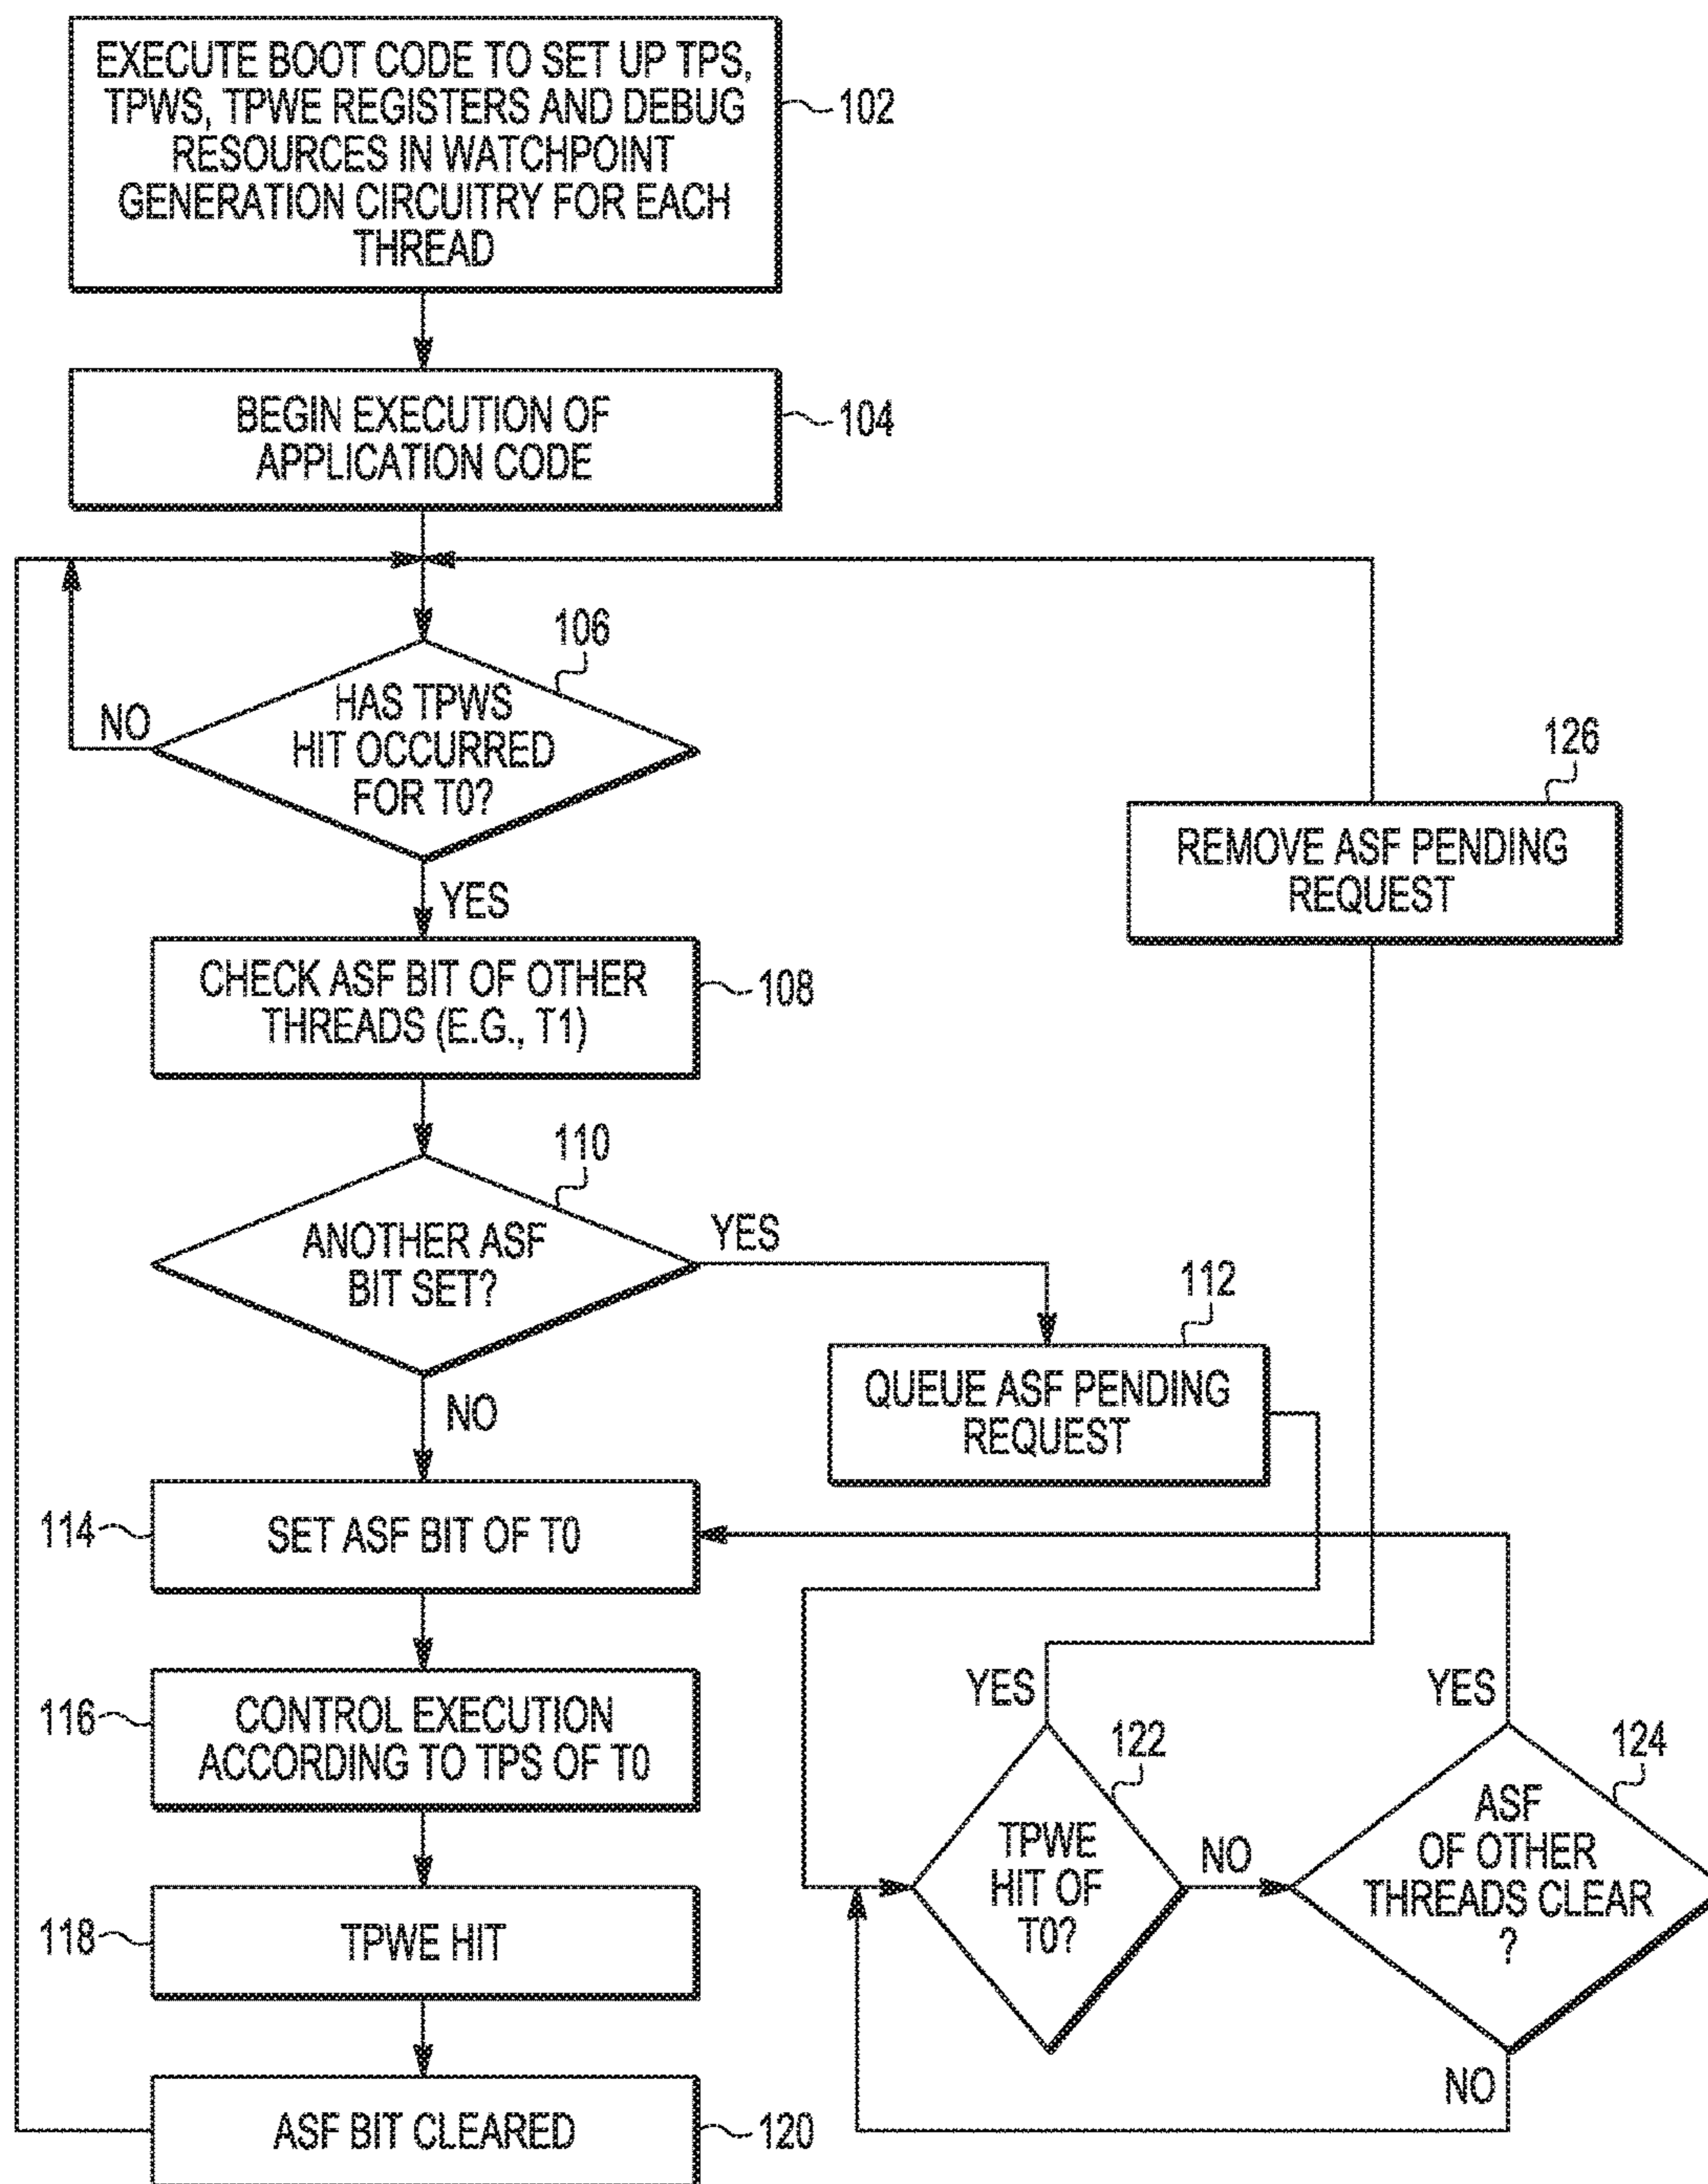 EXECUTE BOOT CODE TO SET UP TPS,
TPWS, TPWE REGISTERS AND DEBUG
RESOURCES IN WATCHPOINT
GENERATION CIRCUITRY FOR EACH
THREAD
102
BEGIN EXECUTION OF
APPLICATION CODE
104
106
HAS TPWS
HIT OCCURRED
FOR T0?
NO
YES
126
REMOVE ASF PENDING
REQUEST
CHECK ASF BIT OF OTHER
THREADS (E.G., T1)
108
110
ANOTHER ASF
BIT SET?
YES
NO
112
QUEUE ASF PENDING
REQUEST
114
SET ASF BIT OF T0
116
CONTROL EXECUTION
ACCORDING TO TPS OF T0
YES
122
TPWE
HIT OF
T0?
NO
YES
124
ASF
OF OTHER
THREADS CLEAR
?
NO
118
TPWE HIT
ASF BIT CLEARED
120